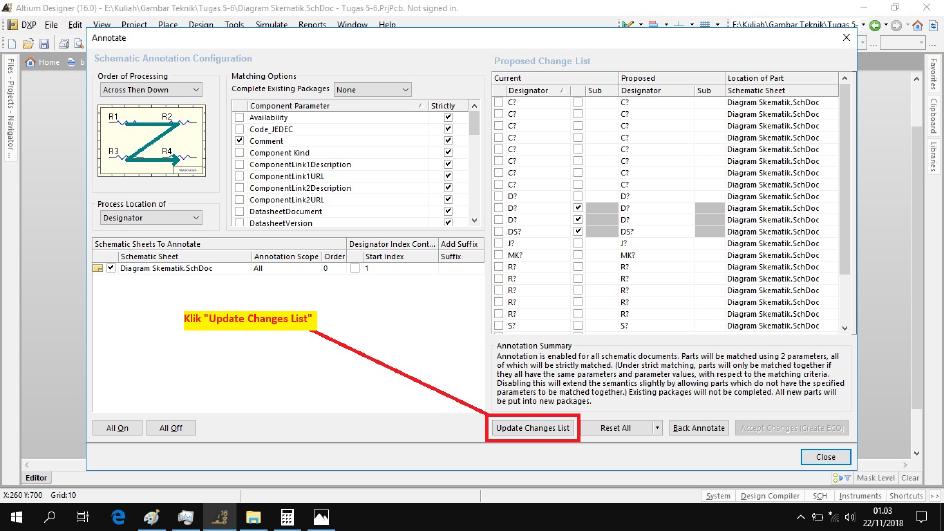 Altium Designer (16.0) - E:\Kuliah\Gambar Teknik\Tugas 5-6\Diagram Skematik.SchDoc - Tugas 5-6.PrjPcb. Not signed in.
DXP File Edit View Project Place Design Tools Simulate Reports Window Help E:\Kuliah\Gambar Teknik\Tugas 5-
Home
Files - Projects - Navigator
Favorites Clipboard Libraries
Annotate
Schematic Annotation Configuration
Order of Processing
Across Then Down
R1 R2
R3 R4
Process Location of
Designator
Matching Options
Complete Existing Packages None
Component Parameter Strictly
Availability
Code_JEDEC
Comment
Component Kind
ComponentLink1Description
ComponentLink1URL
ComponentLink2Description
ComponentLink2URL
DatasheetDocument
DatasheetVersion
Schematic Sheets To Annotate Designator Index Cont... Add Suffix
Schematic Sheet Annotation Scope Order Start Index Suffix
Diagram Skematik.SchDoc All 0 1
Klik "Update Changes List"
All On All Off
Proposed Change List
Current Proposed Location of Part
Designator Sub Designator Sub Schematic Sheet
C? C? Diagram Skematik.SchDoc
C? C? Diagram Skematik.SchDoc
C? C? Diagram Skematik.SchDoc
C? C? Diagram Skematik.SchDoc
C? C? Diagram Skematik.SchDoc
C? C? Diagram Skematik.SchDoc
C? C? Diagram Skematik.SchDoc
C? C? Diagram Skematik.SchDoc
D? D? Diagram Skematik.SchDoc
D? D? Diagram Skematik.SchDoc
D? D? Diagram Skematik.SchDoc
DS? DS? Diagram Skematik.SchDoc
J? J? Diagram Skematik.SchDoc
MK? MK? Diagram Skematik.SchDoc
R? R? Diagram Skematik.SchDoc
R? R? Diagram Skematik.SchDoc
R? R? Diagram Skematik.SchDoc
R? R? Diagram Skematik.SchDoc
R? R? Diagram Skematik.SchDoc
S? S? Diagram Skematik.SchDoc
Annotation Summary
Annotation is enabled for all schematic documents. Parts will be matched using 2 parameters, all
of which will be strictly matched. (Under strict matching, parts will only be matched together if
they all have the same parameters and parameter values, with respect to the matching criteria.
Disabling this will extend the semantics slightly by allowing parts which do not have the specified
parameters to be matched together.) Existing packages will not be completed. All new parts will
be put into new packages.
Update Changes List Reset All Back Annotate Accept Changes (Create ECO)
Close
Editor Mask Level Clear
X:260 Y:700 Grid:10 System Design Compiler SCH Instruments Shortcuts >>
01.03
22/11/2018